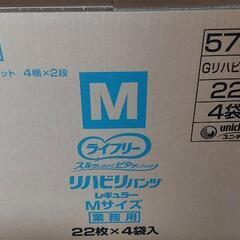 M
ット 4梱×2段
57
Gリハビリ
22
4袋
unich
ユニ・チ
M
ライフリー
スルッとはけてピタッとフィット
リハビリパンツ
レギュラー
Mサイズ
業務用
22枚×4袋入